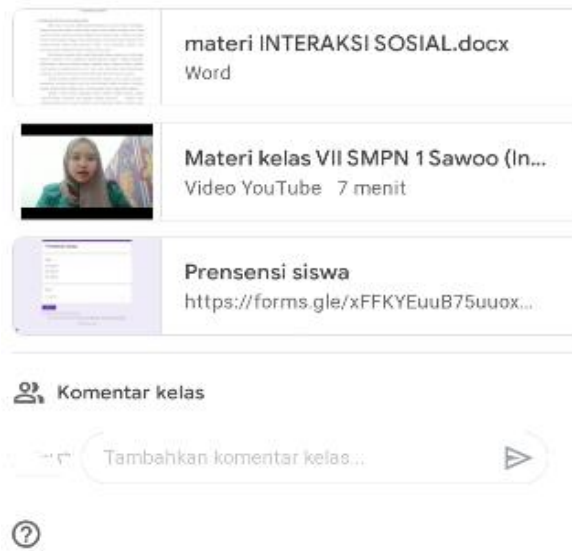 materi INTERAKSI SOSIAL.docx
Word
Materi kelas VII SMPN 1 Sawoo (In...
Video YouTube 7 menit
Prensensi siswa
https://forms.gle/xFFKYEuuB75uuox...
Komentar kelas
Tambahkan komentar kelas...